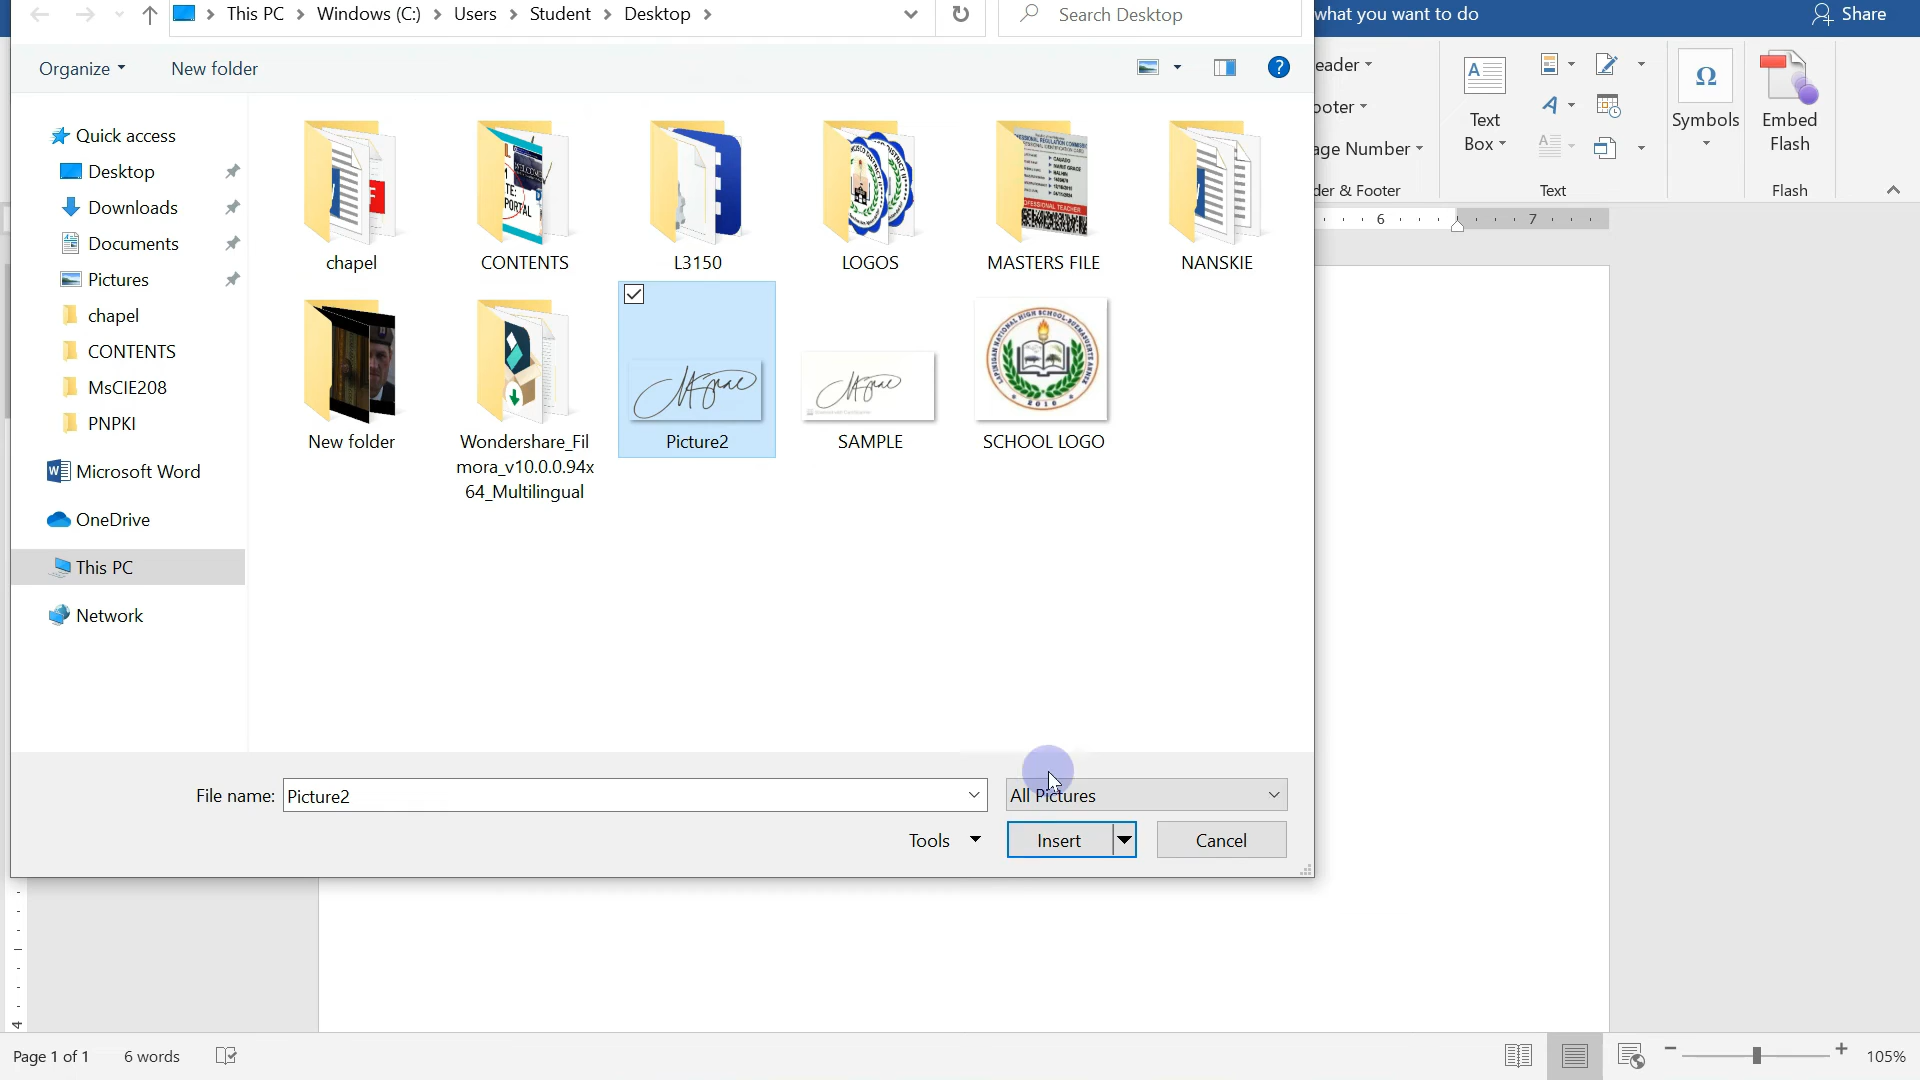 This PC > Windows (C:) > Users > Student > Desktop >
Search Desktop
what you want to do
Share
Organize
New folder
Quick access
Desktop
Downloads
Documents
Pictures
chapel
CONTENTS
MsCIE208
PNPKI
Microsoft Word
OneDrive
This PC
Network
chapel
CONTENTS
L3150
LOGOS
MASTERS FILE
NANSKIE
New folder
Wondershare_Fil
mora_v10.0.0.94x
64_Multilingual
Picture2
SAMPLE
SCHOOL LOGO
File name: Picture2
All Pictures
Tools
Insert
Cancel
eader
ooter
age Number
der & Footer
Text
Box
Text
Symbols
Embed
Flash
Flash
6
7
4
Page 1 of 1
6 words
105%